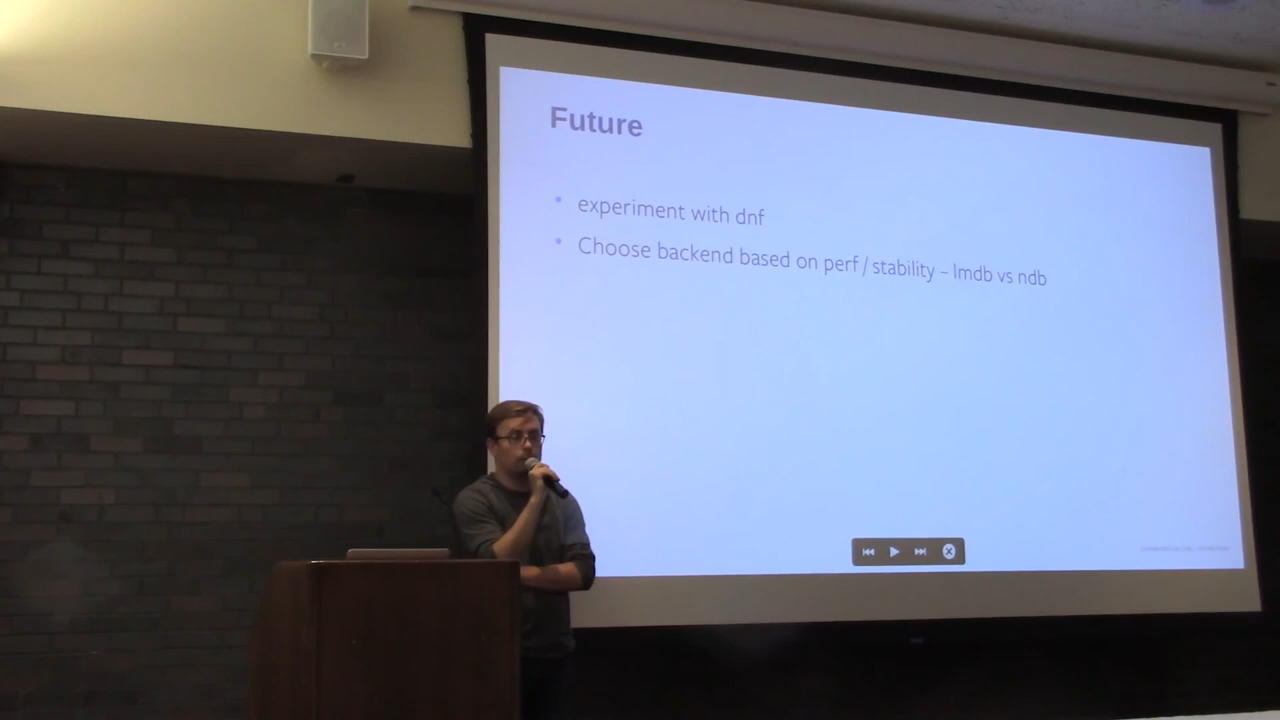 Future
experiment with dnf
Choose backend based on perf / stability – lmdb vs ndb